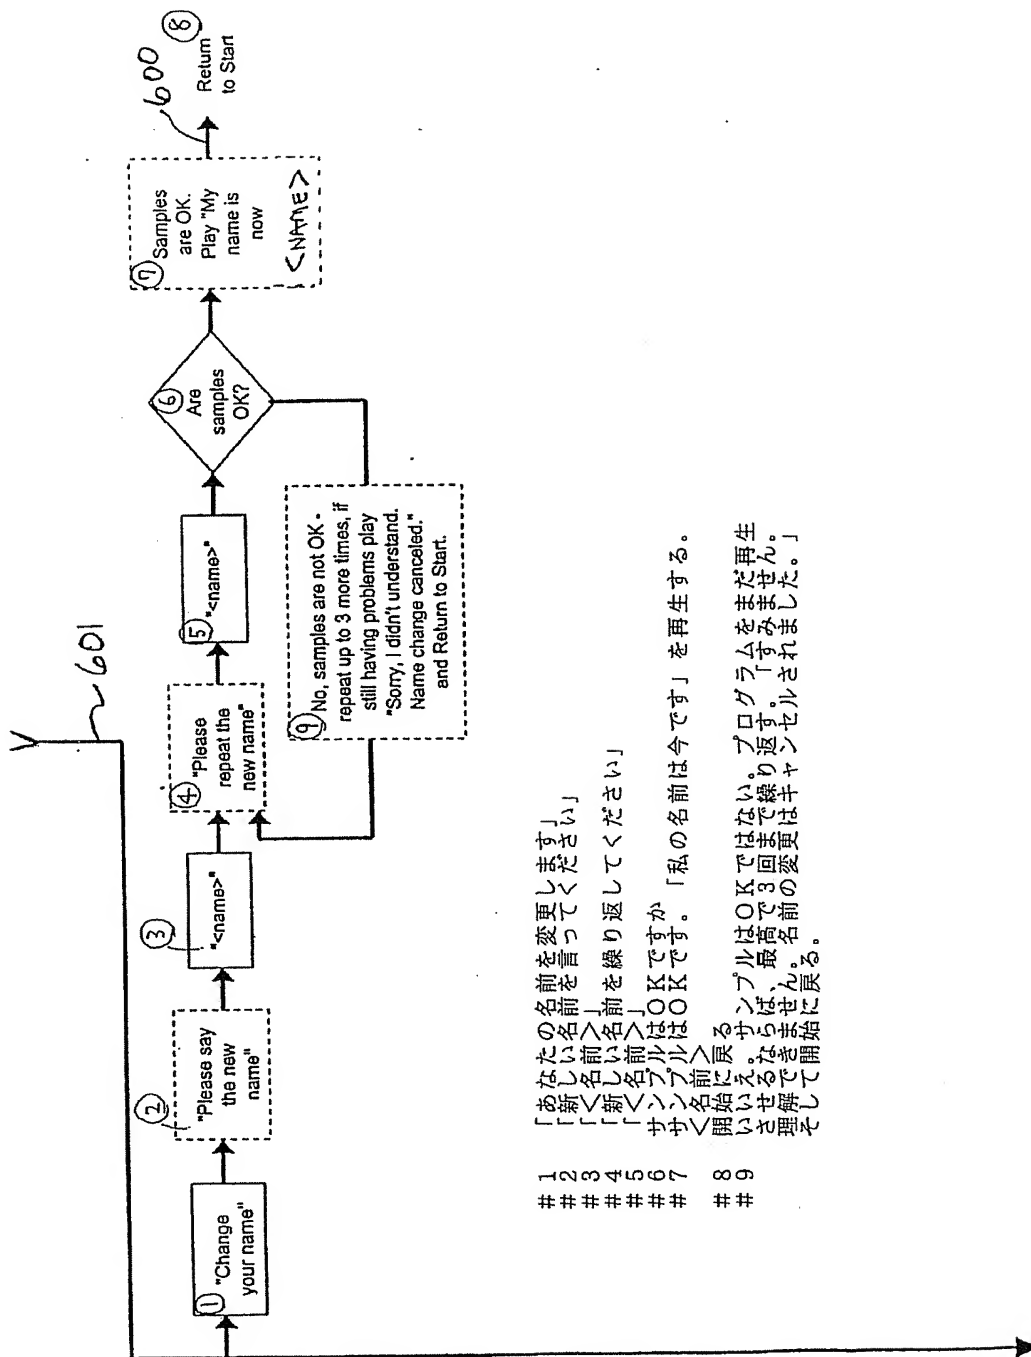 601
① "Change
your name"
② "Please say
the new
name"
③ "<name>"
④ "Please
repeat the
new name"
⑤ "<name>"
⑥ Are
samples
OK?
⑦ Samples
are OK.
Play "My
name is
now
<NAME>
600
⑧ Return
to Start
⑨ No, samples are not OK -
repeat up to 3 more times, if
still having problems play
"Sorry, I didn't understand.
Name change canceled."
and Return to Start.
#1 「あなたの名前を変更します」
#2 「新しい名前を言ってください」
#3 「<名前>」
#4 「新しい名前を繰り返してください」
#5 「<名前>」
#6 サンプルはOKですか
#7 サンプルはOKです。「私の名前は今です」を再生する。
<名前>
#8 開始に戻る
#9 いいえ。サンプルはOKではない。プログラムをまだ再生
させるならば、最高で3回まで繰り返す。「すみません。
理解できません。名前の変更はキャンセルされました。」
そして開始に戻る。